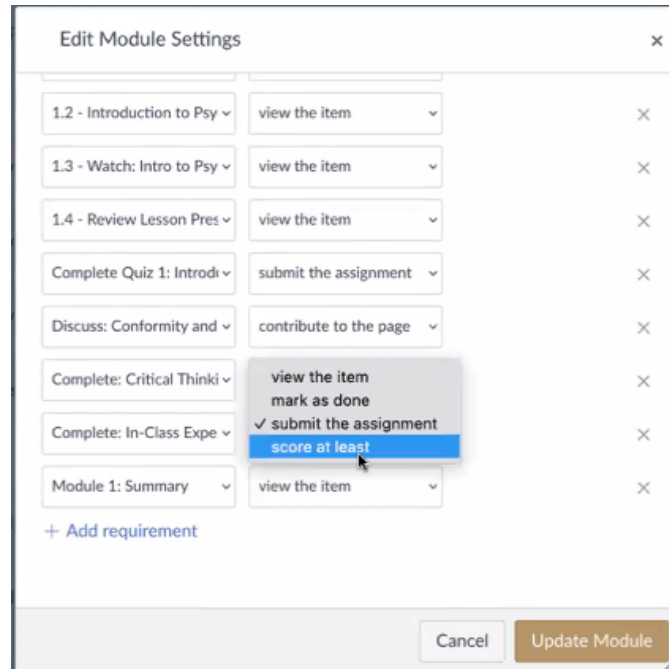 Edit Module Settings ×
1.2 - Introduction to Psy view the item
1.3 - Watch: Intro to Psy view the item
1.4 - Review Lesson Pres view the item
Complete Quiz 1: Introdu submit the assignment
Discuss: Conformity and contribute to the page
Complete: Critical Thinki
view the item
mark as done
✓ submit the assignment
Complete: In-Class Expe
score at least
Module 1: Summary view the item
+ Add requirement
Cancel Update Module